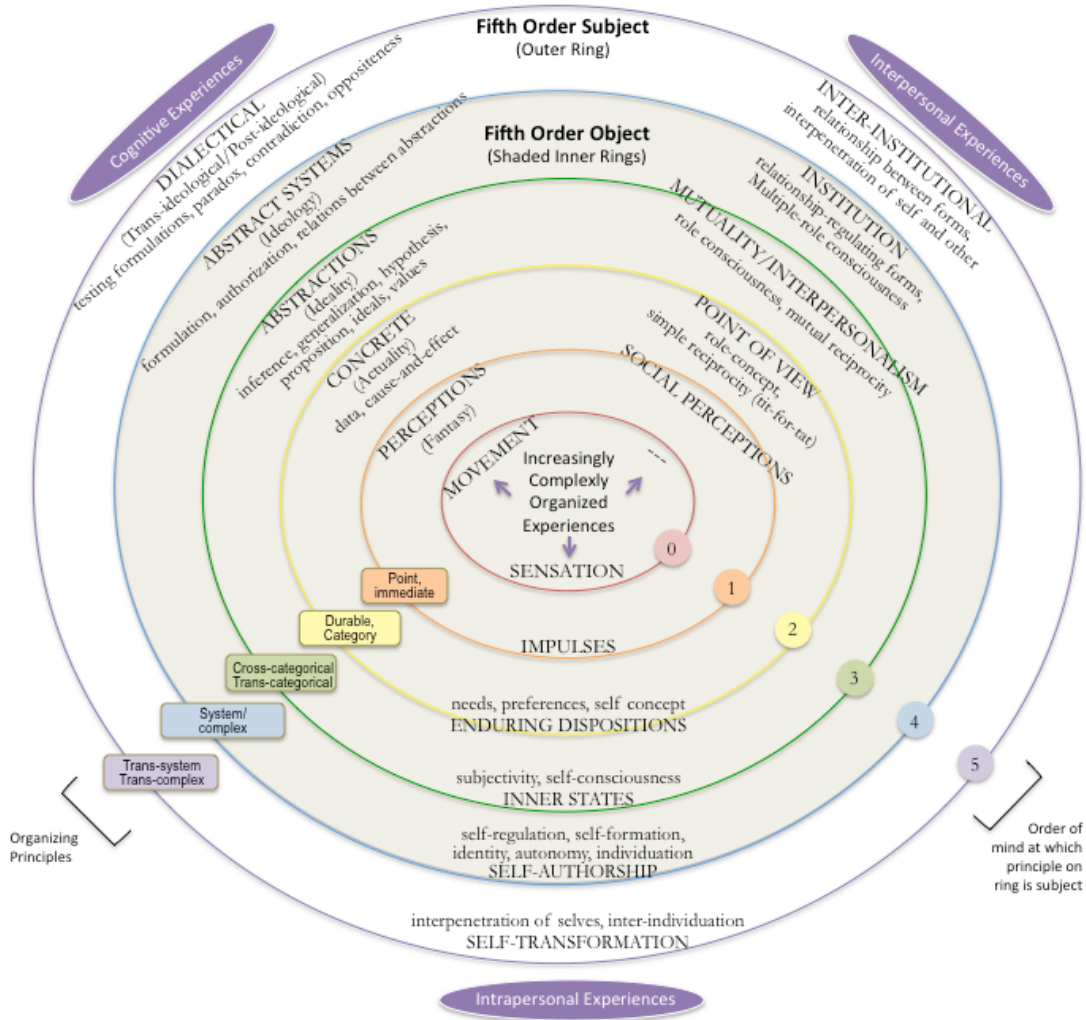 Fifth Order Subject
(Outer Ring)
Cognitive Experiences
Interpersonal Experiences
DIALECTICAL
(Trans-ideological/Post-ideological)
testing formulations, paradox, contradiction, oppositeness
INTER-INSTITUTIONAL
relationship between forms,
interpenetration of self and other
Fifth Order Object
(Shaded Inner Rings)
ABSTRACT SYSTEMS
(Ideology)
formulation, authorization, relations between abstractions
INSTITUTION
relationship-regulating forms,
Multiple-role consciousness
ABSTRACTIONS
(Ideality)
inference, generalization, hypothesis,
proposition, ideals, values
MUTUALITY/INTERPERSONALISM
role consciousness, mutual reciprocity
CONCRETE
(Actuality)
data, cause-and-effect
POINT OF VIEW
role-concept,
simple reciprocity (tit-for-tat)
PERCEPTIONS
(Fantasy)
SOCIAL PERCEPTIONS
MOVEMENT
---
Increasingly
Complexly
Organized
Experiences
SENSATION
0
Point,
immediate
1
IMPULSES
Durable,
Category
2
needs, preferences, self concept
ENDURING DISPOSITIONS
Cross-categorical
Trans-categorical
3
subjectivity, self-consciousness
INNER STATES
System/
complex
4
self-regulation, self-formation,
identity, autonomy, individuation
SELF-AUTHORSHIP
Trans-system
Trans-complex
5
interpenetration of selves, inter-individuation
SELF-TRANSFORMATION
Organizing
Principles
Order of
mind at which
principle on
ring is subject
Intrapersonal Experiences